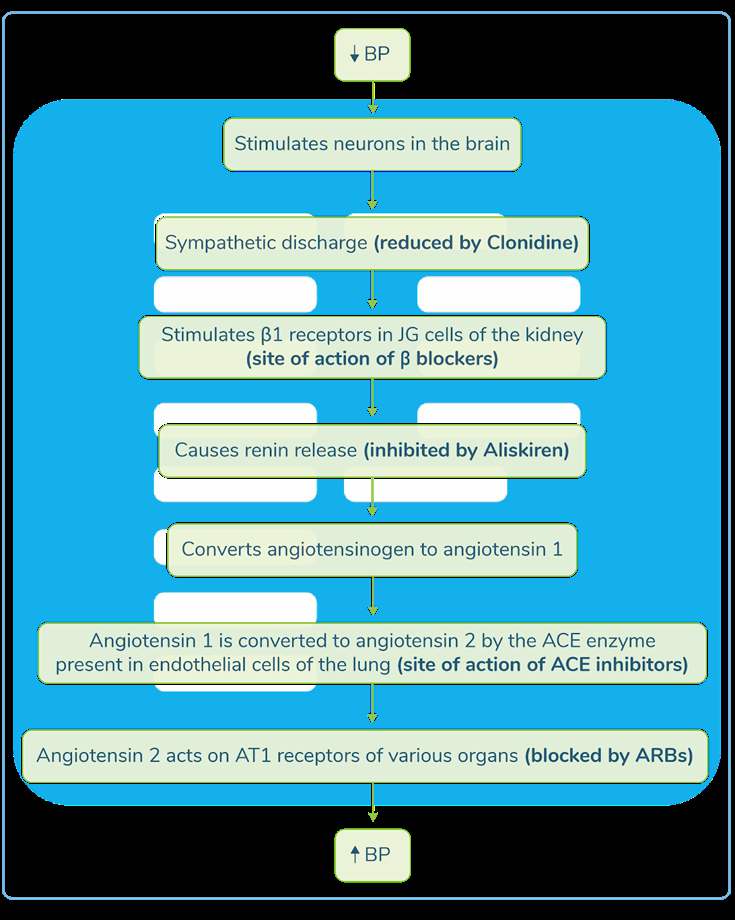 ↓ BP
Stimulates neurons in the brain
Sympathetic discharge (reduced by Clonidine)
Stimulates β1 receptors in JG cells of the kidney
(site of action of β blockers)
Causes renin release (inhibited by Aliskiren)
Converts angiotensinogen to angiotensin 1
Angiotensin 1 is converted to angiotensin 2 by the ACE enzyme
present in endothelial cells of the lung (site of action of ACE inhibitors)
Angiotensin 2 acts on AT1 receptors of various organs (blocked by ARBs)
↑ BP